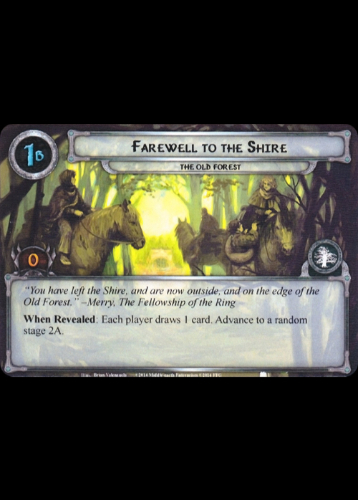 1B
FAREWELL TO THE SHIRE
THE OLD FOREST
0
"You have left the Shire, and are now outside, and on the edge of the
Old Forest." –Merry, The Fellowship of the Ring
When Revealed: Each player draws 1 card. Advance to a random
stage 2A.